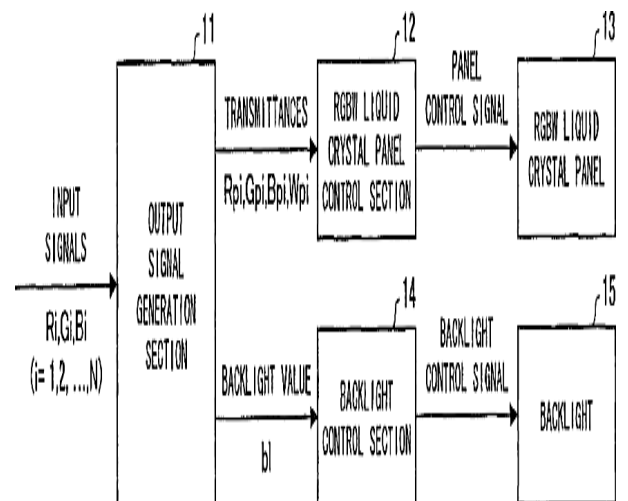 11
12
13
TRANSMITTANCES
Rpi,Gpi,Bpi,Wpi
RGBW LIQUID
CRYSTAL PANEL
CONTROL SECTION
PANEL
CONTROL SIGNAL
RGBW LIQUID
CRYSTAL PANEL
INPUT
SIGNALS
Ri,Gi,Bi
(i= 1,2, ...,N)
OUTPUT
SIGNAL
GENERATION
SECTION
14
15
BACKLIGHT VALUE
bl
BACKLIGHT
CONTROL SECTION
BACKLIGHT
CONTROL SIGNAL
BACKLIGHT